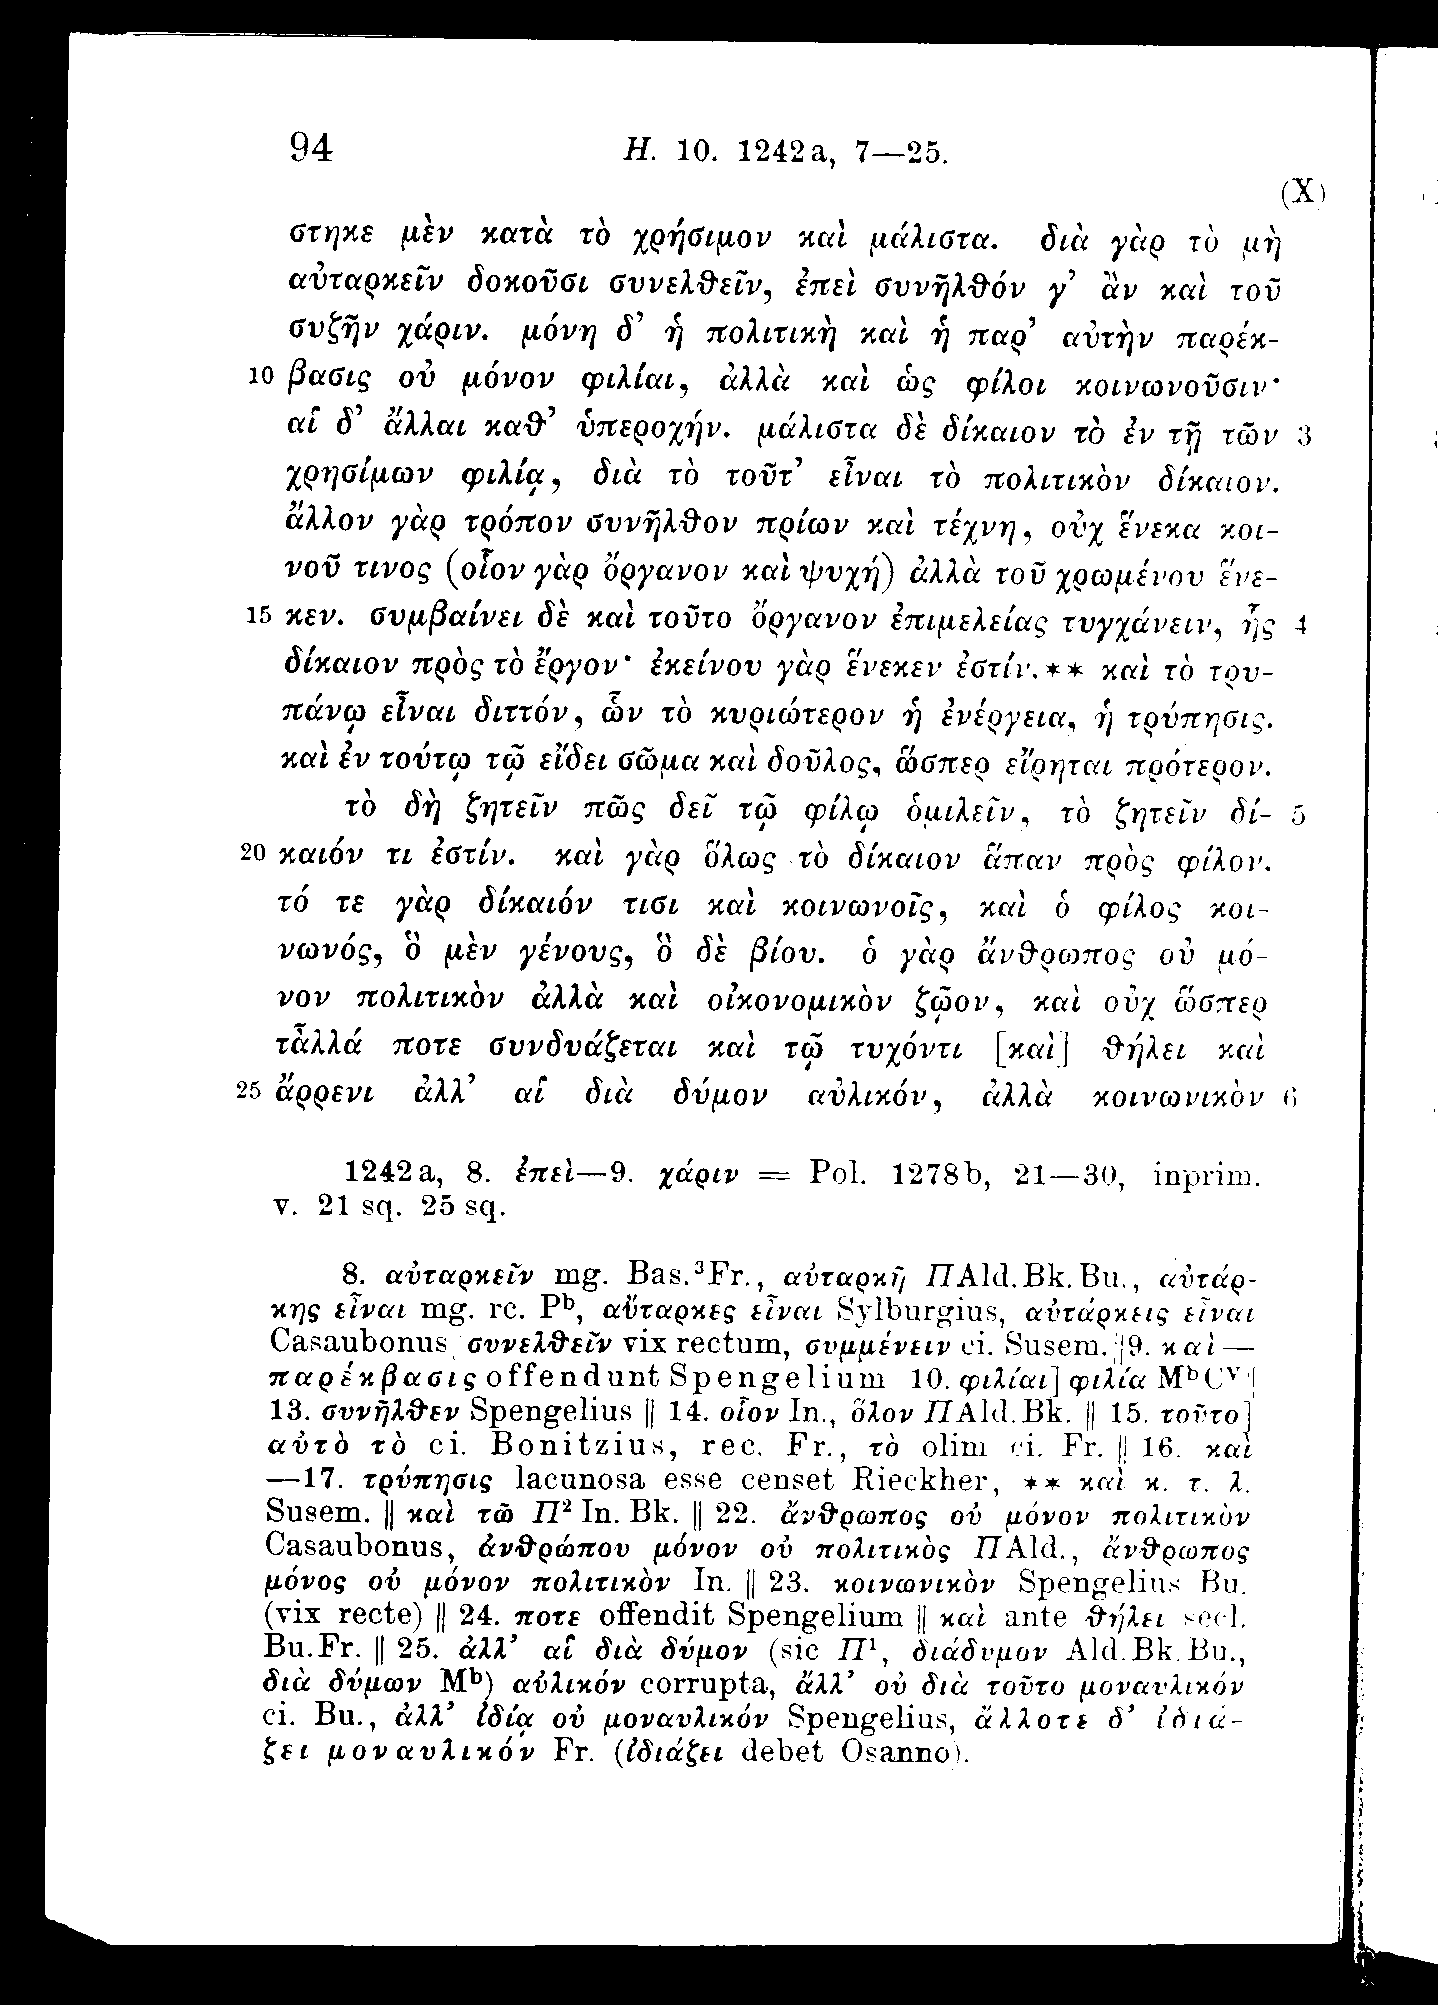 94 H. 10. 1242a, 7—25.
(X)
στηκε μὲν κατὰ τὸ χρήσιμον καὶ μάλιστα. διὰ γὰρ τὸ μὴ
αὐταρκεῖν δοκοῦσι συνελθεῖν, ἐπεὶ συνῆλθόν γ’ ἂν καὶ τοῦ
συζῆν χάριν. μόνη δ’ ἡ πολιτικὴ καὶ ἡ παρ’ αὐτὴν παρέκ-
10 βασις οὐ μόνον φιλίαι, ἀλλὰ καὶ ὡς φίλοι κοινωνοῦσιν·
αἱ δ’ ἄλλαι καθ’ ὑπεροχήν. μάλιστα δὲ δίκαιον τὸ ἐν τῇ τῶν 3
χρησίμων φιλίᾳ, διὰ τὸ τοῦτ’ εἶναι τὸ πολιτικὸν δίκαιον.
ἄλλον γὰρ τρόπον συνῆλθον πρίων καὶ τέχνη, οὐχ ἕνεκα κοι-
νοῦ τινος (οἷον γὰρ ὄργανον καὶ ψυχή) ἀλλὰ τοῦ χρωμένου ἕνε-
15 κεν. συμβαίνει δὲ καὶ τοῦτο ὄργανον ἐπιμελείας τυγχάνειν, ἧς 4
δίκαιον πρὸς τὸ ἔργον· ἐκείνου γὰρ ἕνεκεν ἐστίν. ** καὶ τὸ τρυ-
πάνῳ εἶναι διττόν, ὧν τὸ κυριώτερον ἡ ἐνέργεια, ἡ τρύπησις.
καὶ ἐν τούτῳ τῷ εἴδει σῶμα καὶ δοῦλος, ὥσπερ εἴρηται πρότερον.
τὸ δὴ ζητεῖν πῶς δεῖ τῷ φίλῳ ὁμιλεῖν, τὸ ζητεῖν δί- 5
20 καιόν τι ἐστίν. καὶ γὰρ ὅλως τὸ δίκαιον ἅπαν πρὸς φίλον.
τό τε γὰρ δίκαιόν τισι καὶ κοινωνοῖς, καὶ ὁ φίλος κοι-
νωνός, ὃ μὲν γένους, ὃ δὲ βίου. ὁ γὰρ ἄνθρωπος οὐ μό-
νον πολιτικὸν ἀλλὰ καὶ οἰκονομικὸν ζῷον, καὶ οὐχ ὥσπερ
τἆλλά ποτε συνδυάζεται καὶ τῷ τυχόντι [καὶ] θήλει καὶ
25 ἄρρενι ἀλλ’ αἱ διὰ δύμον αὐλικόν, ἀλλὰ κοινωνικὸν 6
1242a, 8. ἐπεὶ—9. χάριν = Pol. 1278b, 21—30, inprim.
v. 21 sq. 25 sq.
8. αὐταρκεῖν mg. Bas.³Fr., αὐταρκῆ ΠAld.Bk.Bu., αὐτάρ-
κης εἶναι mg. rc. Pᵇ, αὔταρκες εἶναι Sylburgius, αὐτάρκεις εἶναι
Casaubonus συνελθεῖν vix rectum, συμμένειν ci. Susem. || 9. καὶ—
παρέκβασις offendunt Spengelium 10. φιλίαι] φιλία MᵇCᵛ ||
13. συνῆλθεν Spengelius || 14. οἷον In., ὅλον ΠAld.Bk. || 15. τοῦτο]
αὐτὸ τὸ ci. Bonitzius, rec. Fr., τὸ olim ci. Fr. || 16. καὶ
—17. τρύπησις lacunosa esse censet Rieckher, ** καὶ κ. τ. λ.
Susem. || καὶ τῶ Π² In. Bk. || 22. ἄνθρωπος οὐ μόνον πολιτικὸν
Casaubonus, ἀνθρώπου μόνον οὐ πολιτικὸς ΠAld., ἄνθρωπος
μόνος οὐ μόνον πολιτικὸν In. || 23. κοινωνικὸν Spengelius Bu.
(vix recte) || 24. ποτε offendit Spengelium || καὶ ante θήλει secl.
Bu.Fr. || 25. ἀλλ’ αἱ διὰ δύμον (sic Π¹, διάδυμον Ald.Bk.Bu.,
διὰ δύμων Mᵇ) αὐλικόν corrupta, ἄλλ’ οὐ διὰ τοῦτο μοναυλικόν
ci. Bu., ἀλλ’ ἰδίᾳ οὐ μοναυλικόν Spengelius, ἄλλοτε δ’ ἰδιά-
ζει μοναυλικόν Fr. (ἰδιάζει debet Osanno).